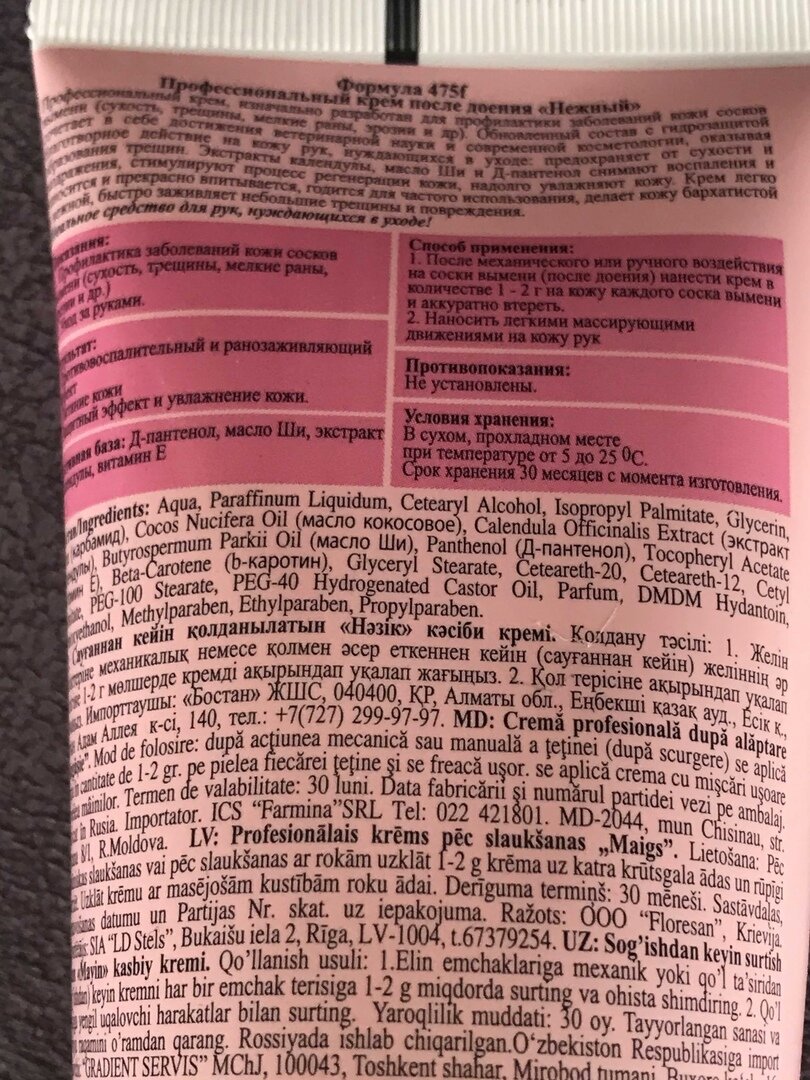 Формула 475f
Профессиональный крем после доения «Нежный»
Профессиональный крем, изначально разработан для профилактики заболеваний кожи сосков
вымени (сухость, трещины, мелкие раны, эрозии и др). Обновленный состав с гидрозащитой
в себе достижения ветеринарной науки и современной косметологии, оказывая
действие на кожу рук, нуждающихся в уходе: предохраняет от сухости и
трещин. Экстракты календулы, масло Ши и Д-пантенол снимают воспаления и
стимулируют процесс регенерации кожи, надолго увлажняют кожу. Крем легко
и прекрасно впитывается, годится для частого использования, делает кожу бархатистой
быстро заживляет небольшие трещины и повреждения.
средство для рук, нуждающихся в уходе!
Профилактика заболеваний кожи сосков
(сухость, трещины, мелкие раны,
и др.)
за руками.
и ранозаживляющий
кожи
эффект и увлажнение кожи.
база: Д-пантенол, масло Ши, экстракт
витамин Е
Способ применения:
1. После механического или ручного воздействия
на соски вымени (после доения) нанести крем в
количестве 1 - 2 г на кожу каждого соска вымени
и аккуратно втереть.
2. Наносить легкими массирующими
движениями на кожу рук
Противопоказания:
Не установлены.
Условия хранения:
В сухом, прохладном месте
при температуре от 5 до 25 ⁰С.
Срок хранения 30 месяцев с момента изготовления.
/Ingredients: Aqua, Paraffinum Liquidum, Cetearyl Alcohol, Isopropyl Palmitate, Glycerin,
(карбамид), Cocos Nucifera Oil (масло кокосовое), Calendula Officinalis Extract (экстракт
Butyrospermum Parkii Oil (масло Ши), Panthenol (Д-пантенол), Tocopheryl Acetate
Е), Beta-Carotene (b-каротин), Glyceryl Stearate, Ceteareth-20, Ceteareth-12, Cetyl
PEG-100 Stearate, PEG-40 Hydrogenated Castor Oil, Parfum, DMDM Hydantoin,
Methylparaben, Ethylparaben, Propylparaben.
Сауғаннан кейін қолданылатын «Нәзік» кәсіби кремі. Қолдану тәсілі: 1. Желін
механикалық немесе қолмен әсер еткеннен кейін (сауғаннан кейін) желіннің әр
1-2 г мөлшерде кремді ақырындап уқалап жағыңыз. 2. Қол терісіне ақырындап уқалап
Импорттаушы: «Бостан» ЖШС, 040400, ҚР, Алматы обл., Еңбекші қазақ ауд., Есік қ.,
Адам Аллея к-сі, 140, тел.: +7(727) 299-97-97. MD: Cremă profesională după alăptare
Mod de folosire: după acţiunea mecanică sau manuală a ţeţinei (după scurgere) se aplică
în cantitate de 1-2 gr. pe pielea fiecărei ţeţine şi se freacă uşor. se aplică crema cu mişcări uşoare
mâinilor. Termen de valabilitate: 30 luni. Data fabricării şi numărul partidei vezi pe ambalaj.
in Rusia. Importator. ICS “Farmina”SRL Tel: 022 421801. MD-2044, mun Chisinau, str.
8/1, R.Moldova. LV: Profesionālais krēms pēc slaukšanas „Maigs”. Lietošana: Pēc
slaukšanas vai pēc slaukšanas ar rokām uzklāt 1-2 g krēma uz katra krūtsgala ādas un rūpīgi
Uzklāt krēmu ar masējošām kustībām roku ādai. Derīguma termiņš: 30 mēneši. Sastāvdaļas,
datumu un Partijas Nr. skat. uz iepakojuma. Ražots: OOO “Floresan”, Krievija.
SIA “LD Stels”, Bukaišu iela 2, Rīga, LV-1004, t.67379254. UZ: Sog’ishdan keyin surtish
«Mayin» kasbiy kremi. Qo’llanish usuli: 1.Elin emchaklariga mexanik yoki qo’l ta’siridan
keyin kremni har bir emchak terisiga 1-2 g miqdorda surting va ohista shimdiring. 2. Qo’l
yengil uqalovchi harakatlar bilan surting. Yaroqlilik muddati: 30 oy. Tayyorlangan sanasi va
raqamini o’ramdan qarang. Rossiyada ishlab chiqarilgan.O‘zbekiston Respublikasiga import
“GRADIENT SERVIS” MChJ, 100043, Toshkent shahar, Mirobod tumani,